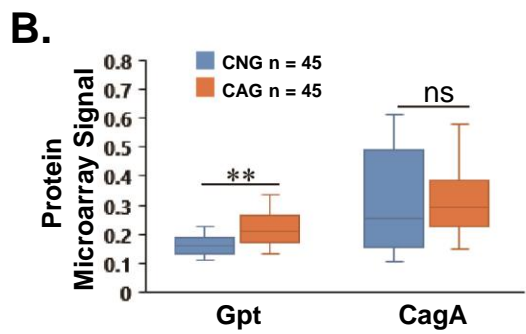 B.
Protein
Microarray Signal
0.8
0.7
0.6
0.5
0.4
0.3
0.2
0.1
0
CNG n = 45
CAG n = 45
**
ns
Gpt
CagA